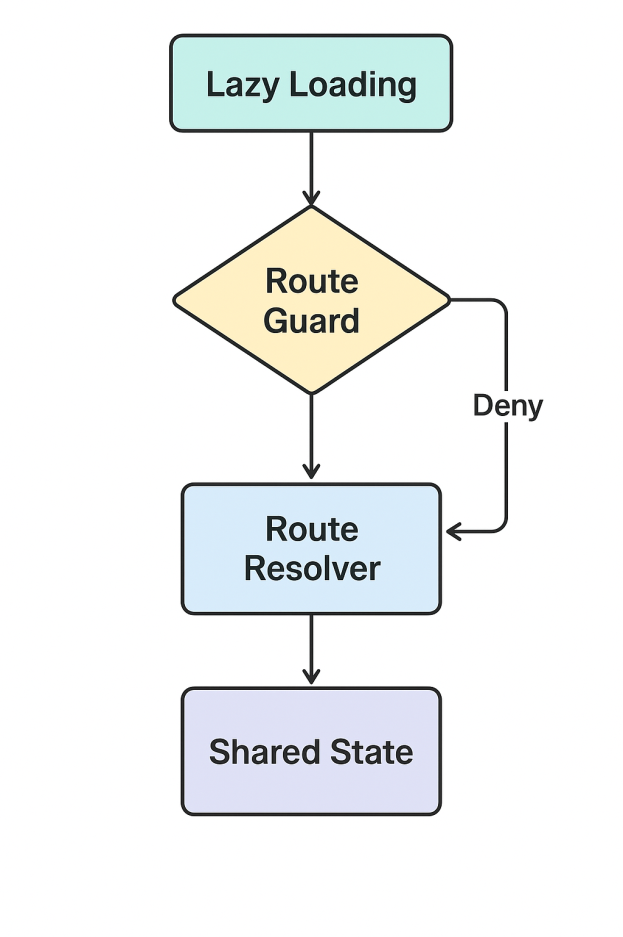 Lazy Loading
Route
Guard
Deny
Route
Resolver
Shared State